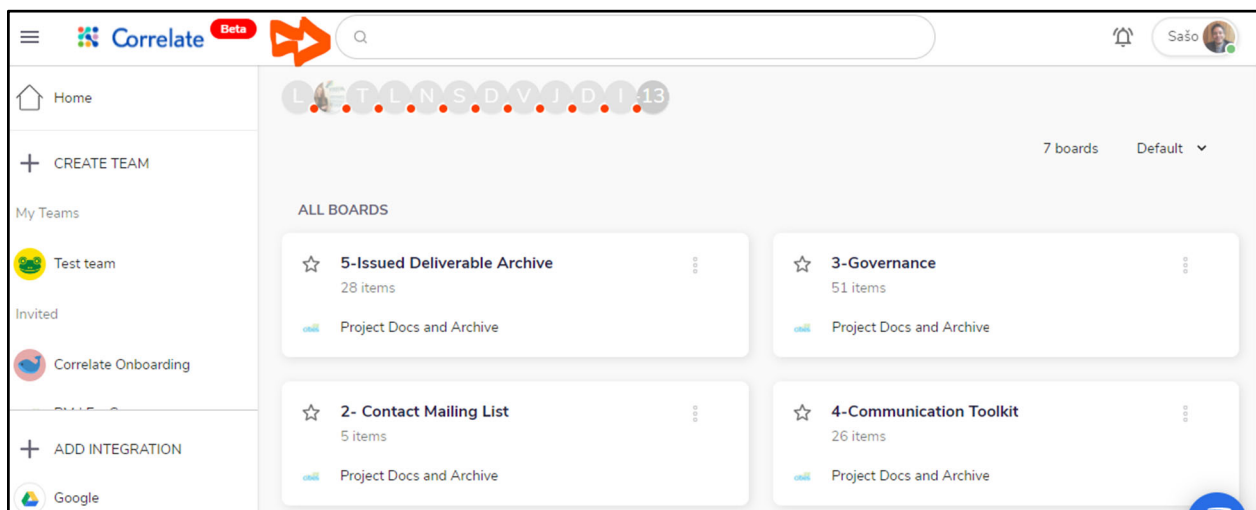 Correlate Beta
Sašo
Home
CREATE TEAM
My Teams
Test team
Invited
Correlate Onboarding
ADD INTEGRATION
Google
L T L N S D V J D I 13
7 boards Default
ALL BOARDS
5-Issued Deliverable Archive
28 items
Project Docs and Archive
3-Governance
51 items
Project Docs and Archive
2- Contact Mailing List
5 items
Project Docs and Archive
4-Communication Toolkit
26 items
Project Docs and Archive